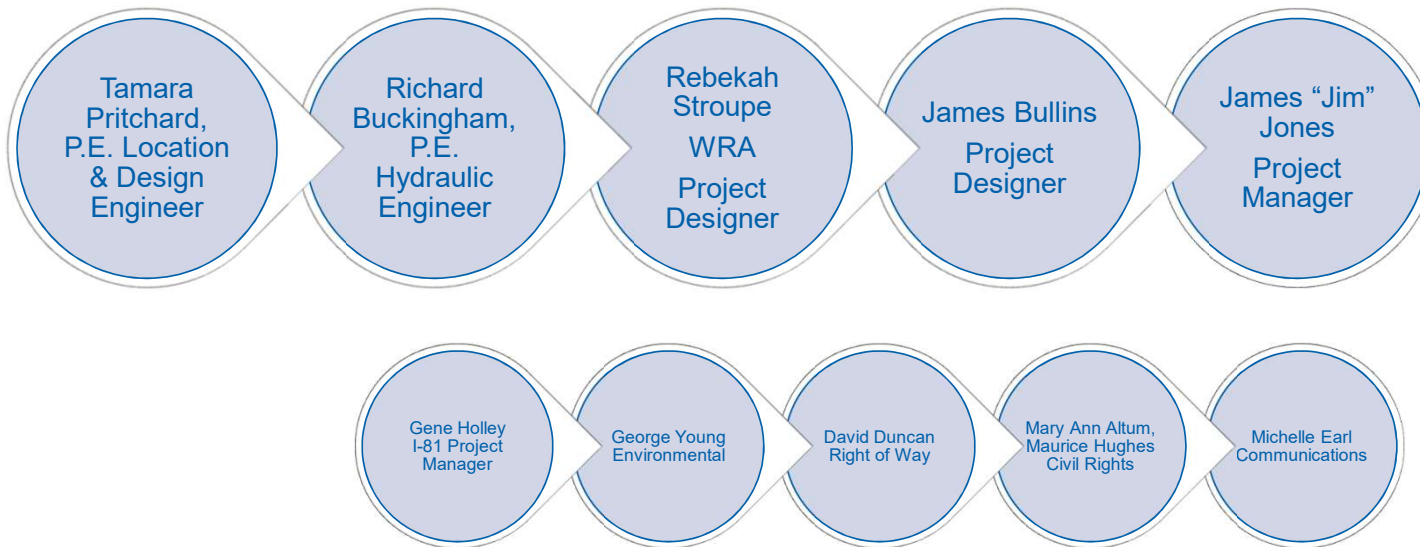 Tamara
Pritchard,
P.E. Location
& Design
Engineer
Richard
Buckingham,
P.E.
Hydraulic
Engineer
Rebekah
Stroupe
WRA
Project
Designer
James Bullins
Project
Designer
James “Jim”
Jones
Project
Manager
Gene Holley
I-81 Project
Manager
George Young
Environmental
David Duncan
Right of Way
Mary Ann Altum,
Maurice Hughes
Civil Rights
Michelle Earl
Communications